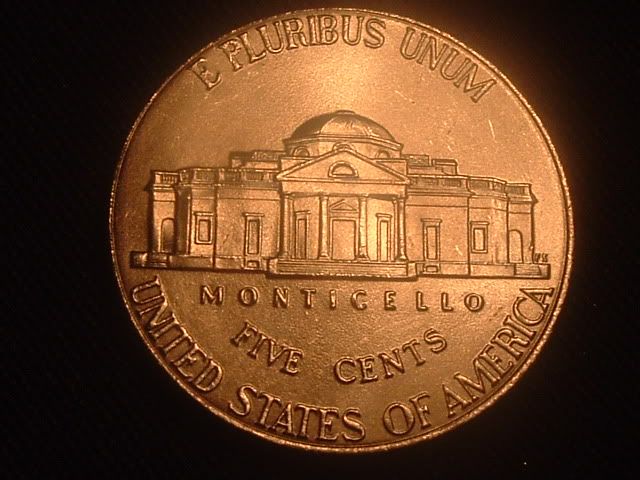 E PLURIBUS UNUM
MONTICELLO
FIVE CENTS
UNITED STATES OF AMERICA